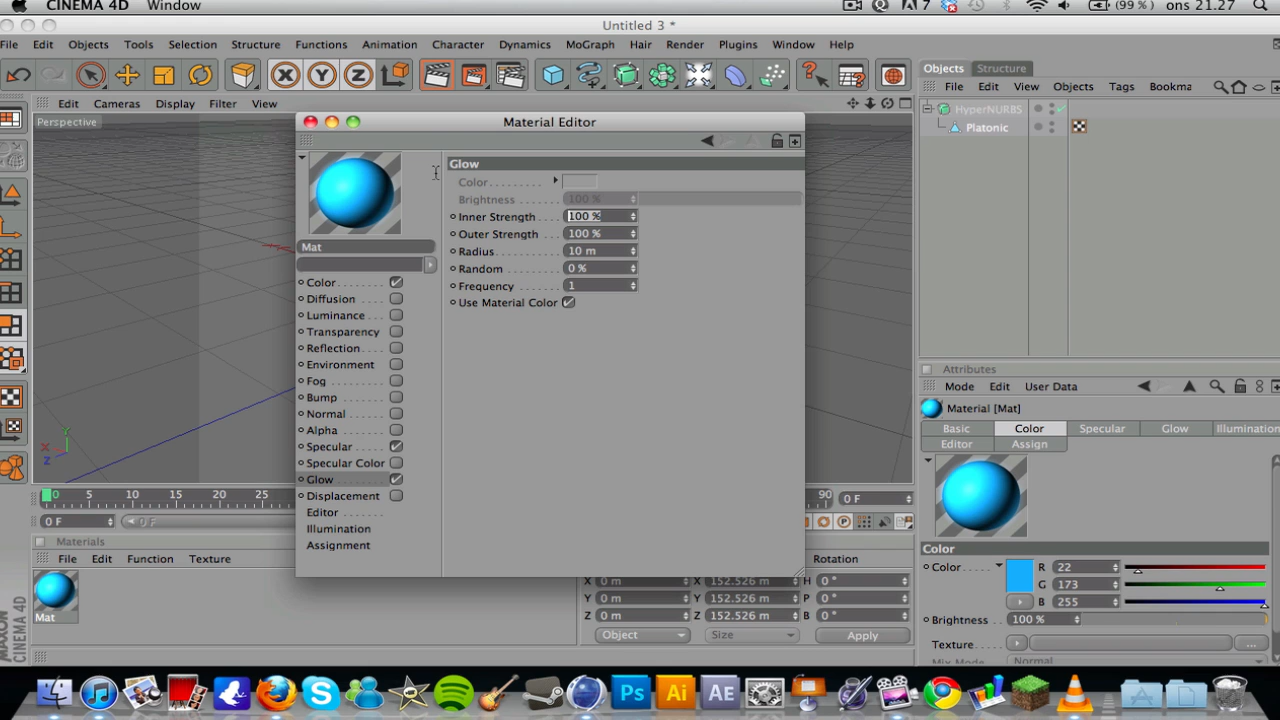 CINEMA 4D Window
7 (99 %) ons 21.27
Untitled 3 *
File Edit Objects Tools Selection Structure Functions Animation Character Dynamics MoGraph Hair Render Plugins Window Help
X Y Z
Objects Structure
File Edit View Objects Tags Bookma
HyperNURBS
Platonic
Edit Cameras Display Filter View
Perspective
Y
X
Z
Material Editor
Mat
Color
Diffusion
Luminance
Transparency
Reflection
Environment
Fog
Bump
Normal
Alpha
Specular
Specular Color
Glow
Displacement
Editor
Illumination
Assignment
Glow
Color
Brightness 100 %
Inner Strength 100 %
Outer Strength 100 %
Radius 10 m
Random 0 %
Frequency 1
Use Material Color
0 5 10 15 20 25 90 0 F
0 F 0 F P
Materials
File Edit Function Texture
Mat
Rotation
X 0 m X 152.526 m H 0 °
Y 0 m Y 152.526 m P 0 °
Z 0 m Z 152.526 m B 0 °
Object Size Apply
Attributes
Mode Edit User Data
Material [Mat]
Basic Color Specular Glow Illumination
Editor Assign
Color
Color R 22
G 173
B 255
Brightness 100 %
Texture ...
Mix Mode Normal
MAXON
CINEMA 4D
S Ps Ai AE